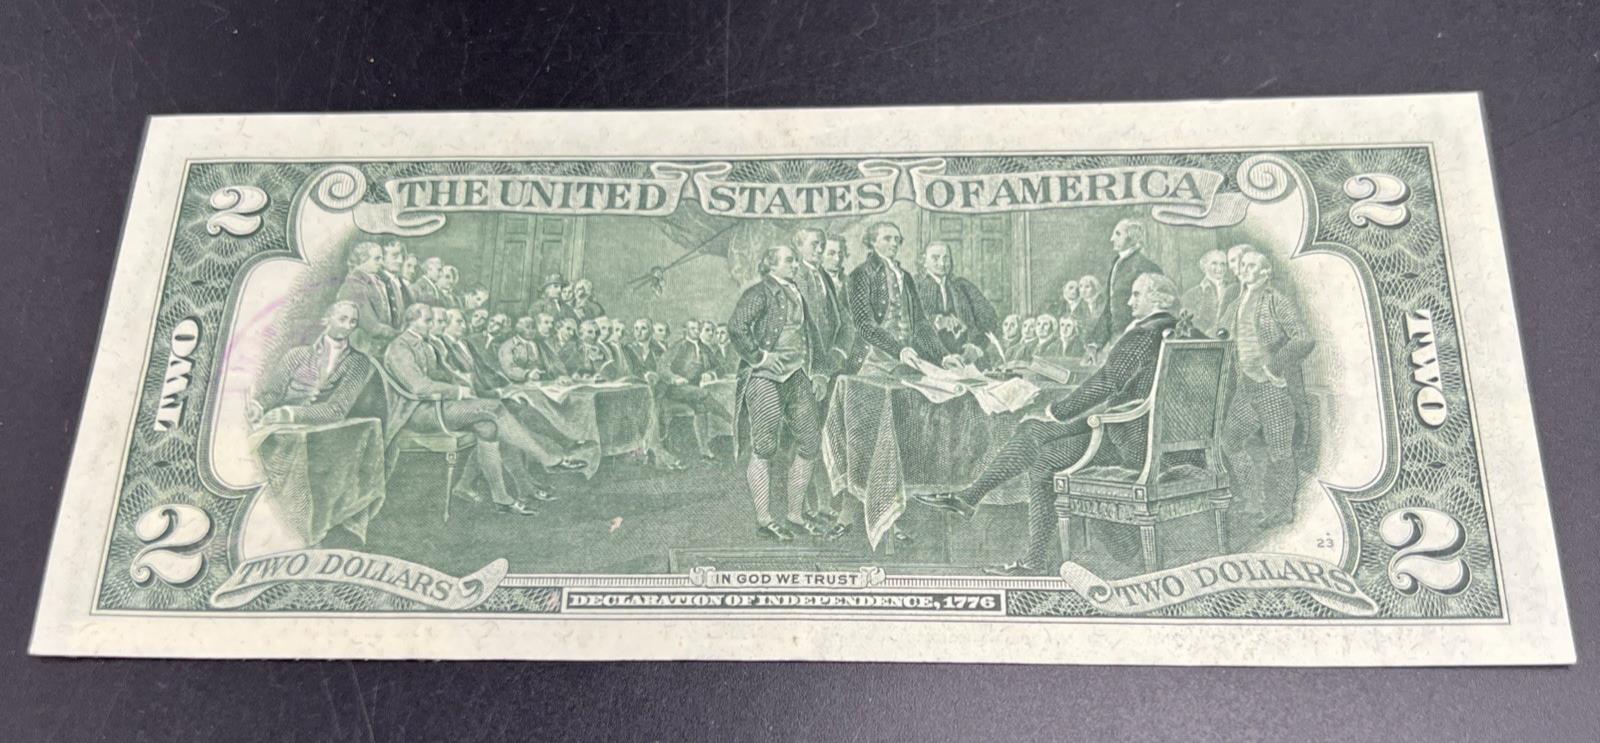 THE UNITED STATES OF AMERICA
2
2
TWO
TWO
2
2
23
TWO DOLLARS
IN GOD WE TRUST
TWO DOLLARS
DECLARATION OF INDEPENDENCE, 1776